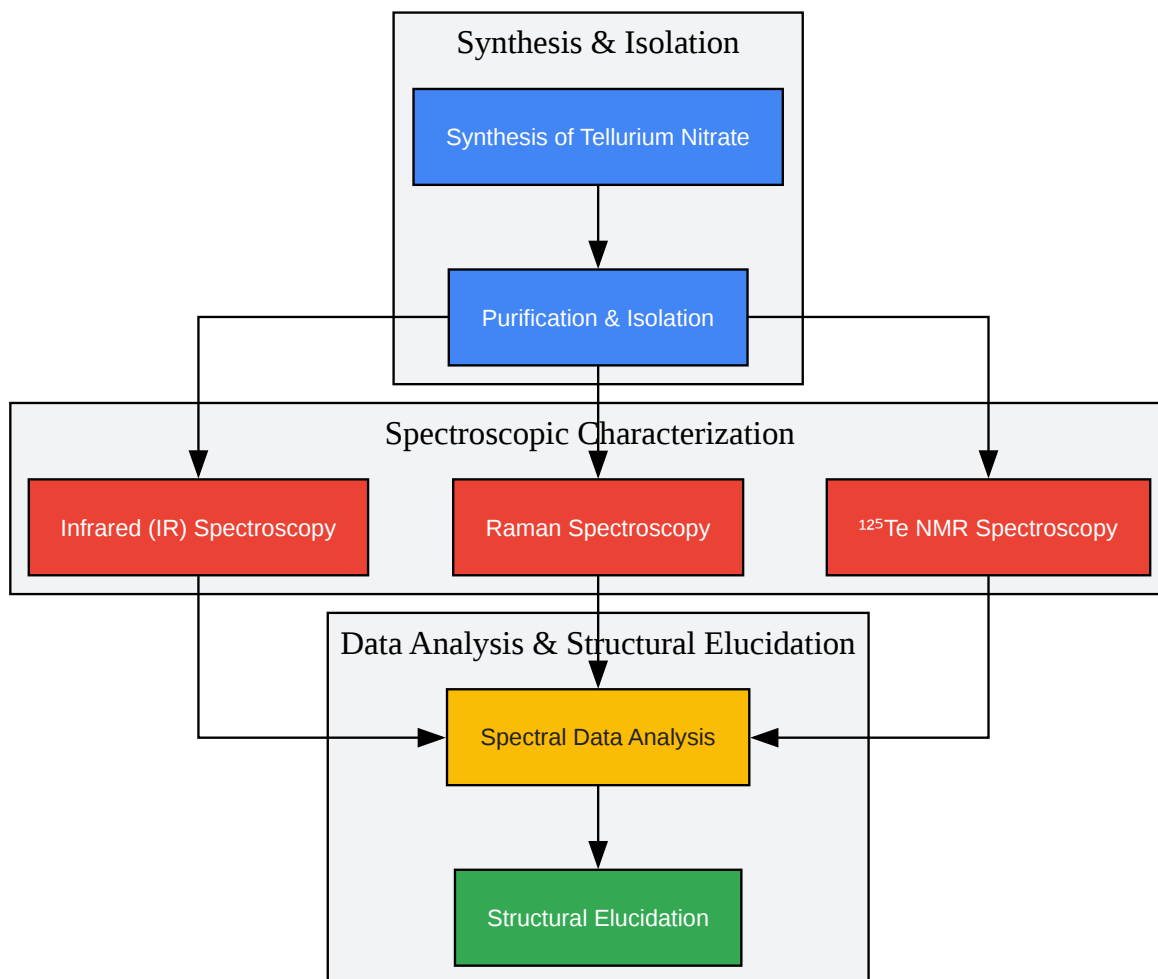 Synthesis & Isolation
Synthesis of Tellurium Nitrate
Purification & Isolation
Spectroscopic Characterization
Infrared (IR) Spectroscopy
Raman Spectroscopy
¹²⁵Te NMR Spectroscopy
Data Analysis & Structural Elucidation
Spectral Data Analysis
Structural Elucidation